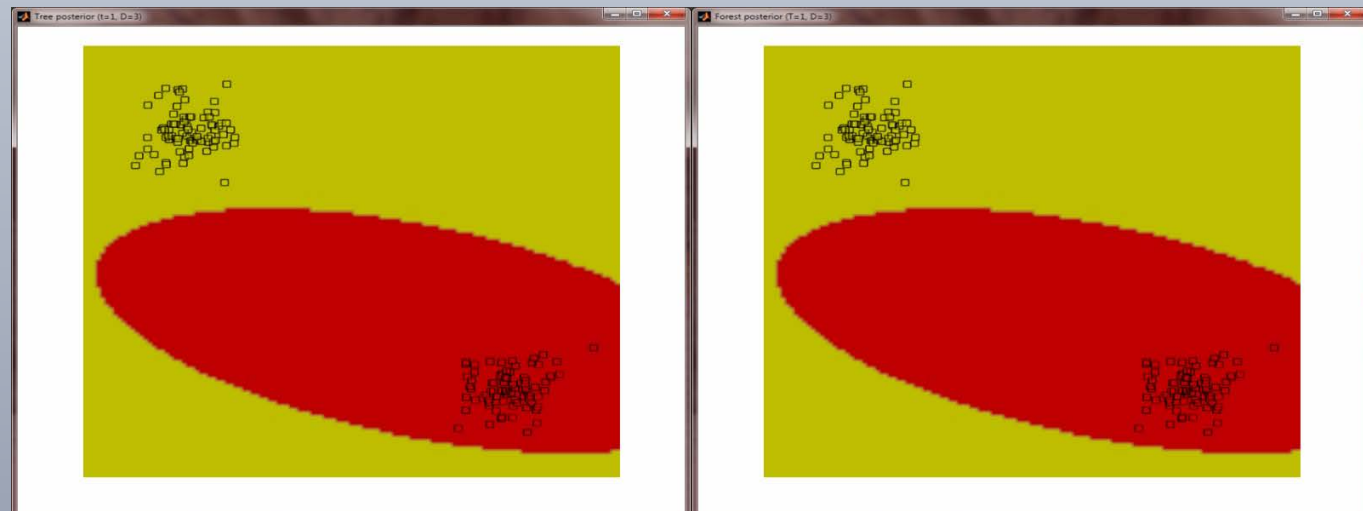 Tree posterior (t=1, D=3)
Forest posterior (T=1, D=3)